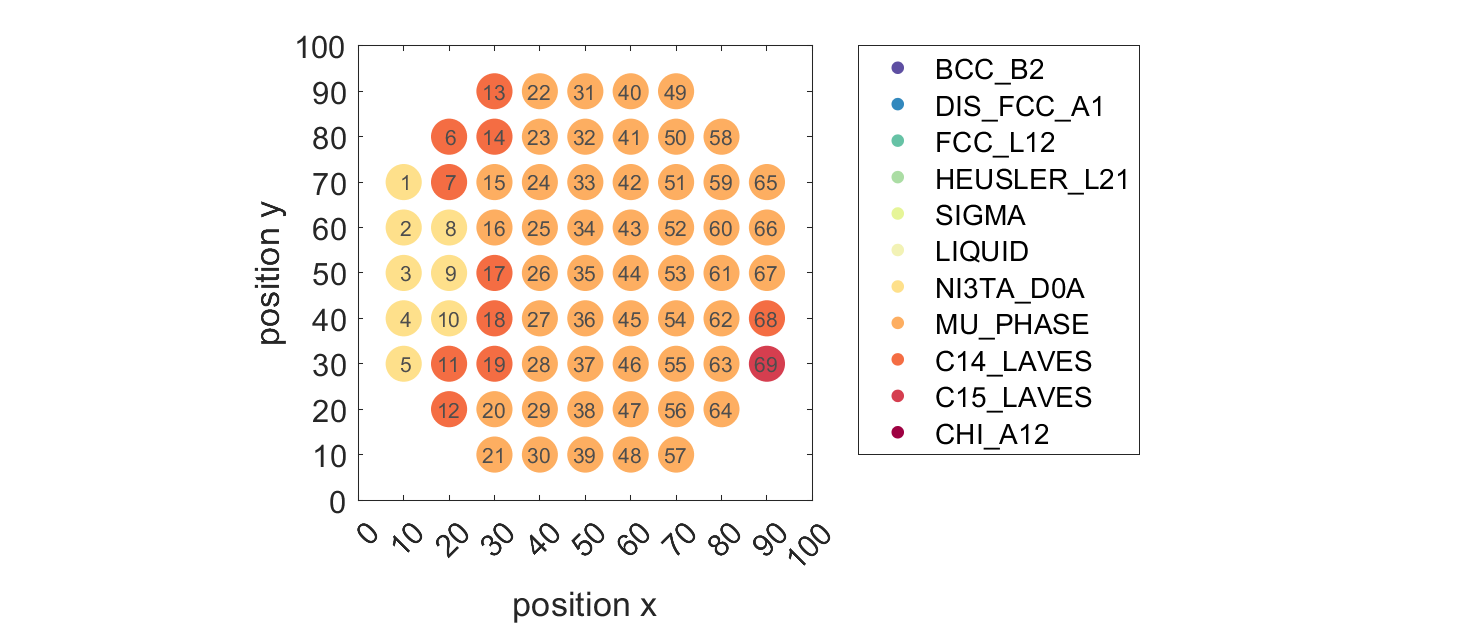 100
90 13 22 31 40 49
80 6 14 23 32 41 50 58
70 1 7 15 24 33 42 51 59 65
60 2 8 16 25 34 43 52 60 66
50 3 9 17 26 35 44 53 61 67
40 4 10 18 27 36 45 54 62 68
30 5 11 19 28 37 46 55 63 69
20 12 20 29 38 47 56 64
10 21 30 39 48 57
0
0 10 20 30 40 50 60 70 80 90 100
position x
position y
BCC_B2
DIS_FCC_A1
FCC_L12
HEUSLER_L21
SIGMA
LIQUID
NI3TA_D0A
MU_PHASE
C14_LAVES
C15_LAVES
CHI_A12